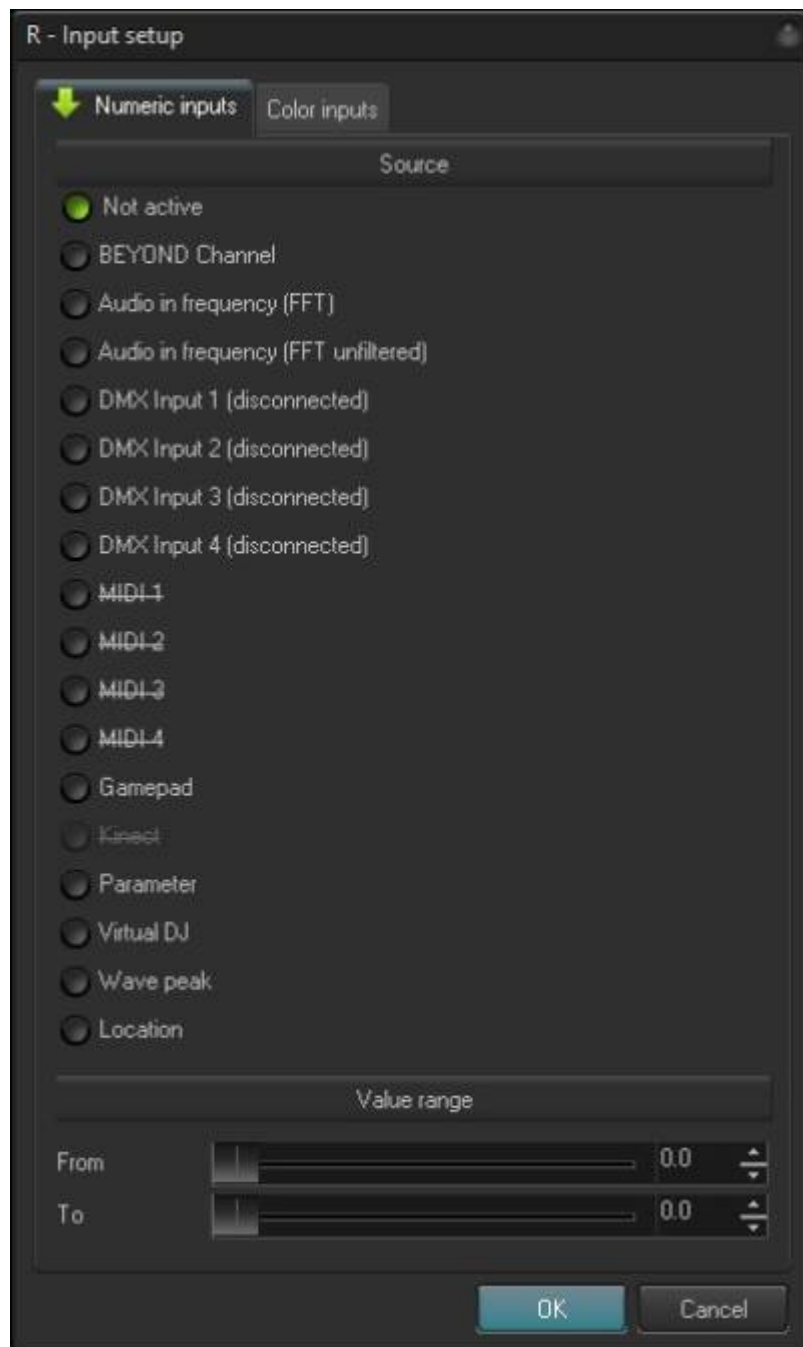 R - Input setup
Numeric inputs Color inputs
Source
Not active
BEYOND Channel
Audio in frequency (FFT)
Audio in frequency (FFT unfiltered)
DMX Input 1 (disconnected)
DMX Input 2 (disconnected)
DMX Input 3 (disconnected)
DMX Input 4 (disconnected)
MIDI 1
MIDI 2
MIDI 3
MIDI 4
Gamepad
Kinect
Parameter
Virtual DJ
Wave peak
Location
Value range
From 0.0
To 0.0
OK Cancel